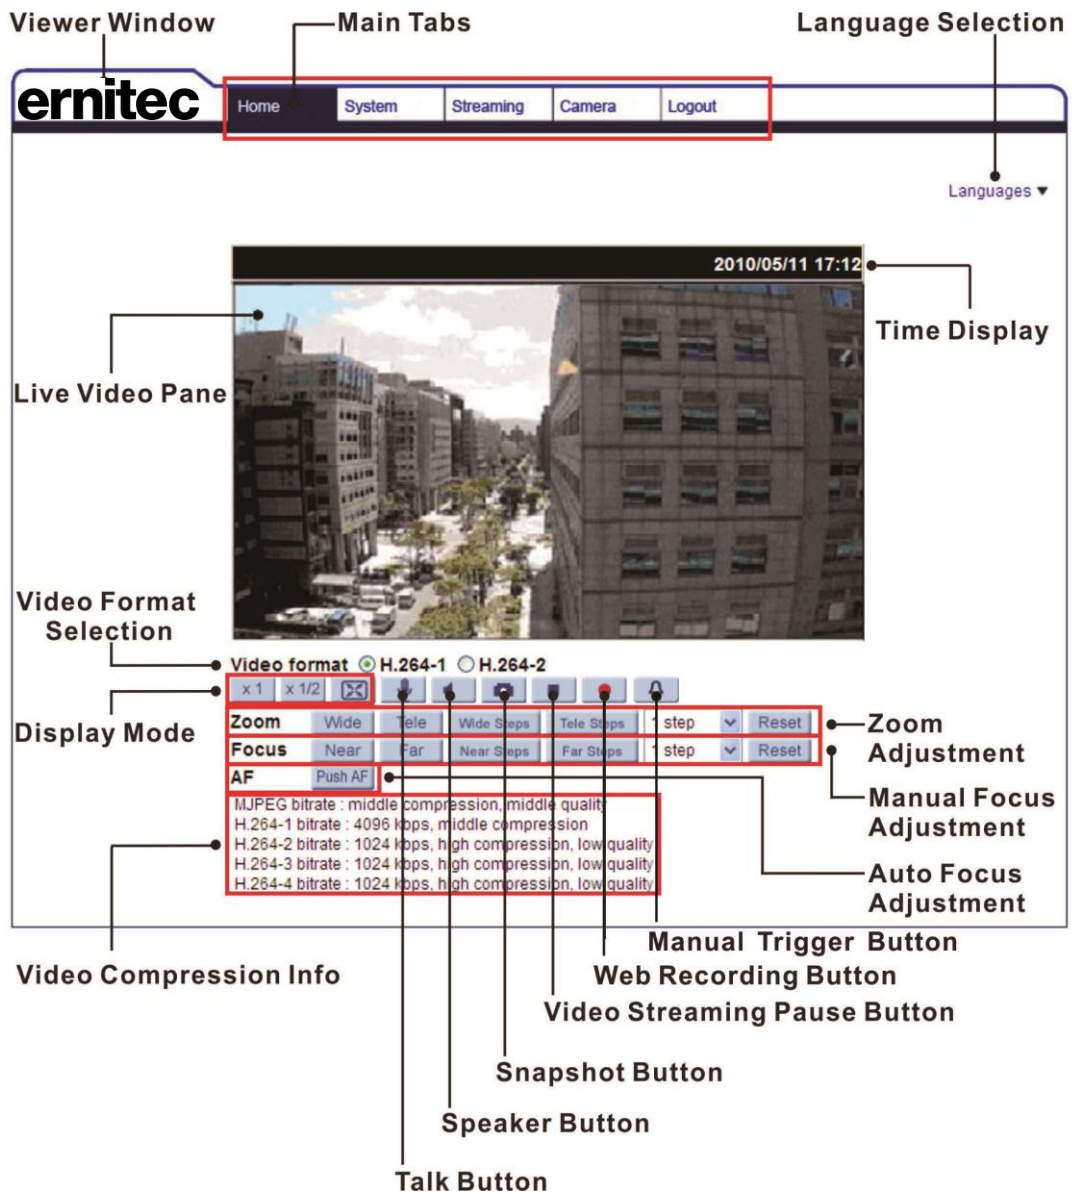 Viewer Window
Main Tabs
Language Selection
ernitec
Home
System
Streaming
Camera
Logout
Languages ▼
2010/05/11 17:12
Time Display
Live Video Pane
Video Format
Selection
Video format H.264-1 H.264-2
x 1
x 1/2
Display Mode
Zoom Wide Tele Wide Steps Tele Steps 1 step Reset
Zoom
Adjustment
Focus Near Far Near Steps Far Steps 1 step Reset
Manual Focus
Adjustment
AF Push AF
MJPEG bitrate : middle compression, middle quality
H.264-1 bitrate : 4096 kbps, middle compression
H.264-2 bitrate : 1024 kbps, high compression, low quality
H.264-3 bitrate : 1024 kbps, high compression, low quality
H.264-4 bitrate : 1024 kbps, high compression, low quality
Auto Focus
Adjustment
Manual Trigger Button
Video Compression Info
Web Recording Button
Video Streaming Pause Button
Snapshot Button
Speaker Button
Talk Button